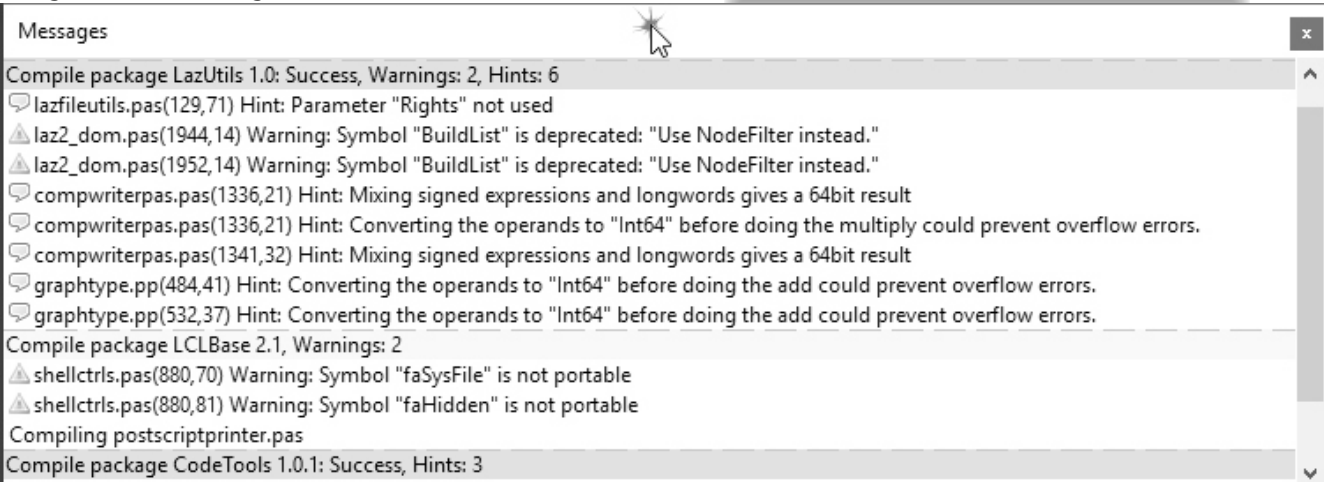 Messages
x
Compile package LazUtils 1.0: Success, Warnings: 2, Hints: 6
lazfileutils.pas(129,71) Hint: Parameter "Rights" not used
laz2_dom.pas(1944,14) Warning: Symbol "BuildList" is deprecated: "Use NodeFilter instead."
laz2_dom.pas(1952,14) Warning: Symbol "BuildList" is deprecated: "Use NodeFilter instead."
compwriterpas.pas(1336,21) Hint: Mixing signed expressions and longwords gives a 64bit result
compwriterpas.pas(1336,21) Hint: Converting the operands to "Int64" before doing the multiply could prevent overflow errors.
compwriterpas.pas(1341,32) Hint: Mixing signed expressions and longwords gives a 64bit result
graphtype.pp(484,41) Hint: Converting the operands to "Int64" before doing the add could prevent overflow errors.
graphtype.pp(532,37) Hint: Converting the operands to "Int64" before doing the add could prevent overflow errors.
Compile package LCLBase 2.1, Warnings: 2
shellctrls.pas(880,70) Warning: Symbol "faSysFile" is not portable
shellctrls.pas(880,81) Warning: Symbol "faHidden" is not portable
Compiling postscriptprinter.pas
Compile package CodeTools 1.0.1: Success, Hints: 3